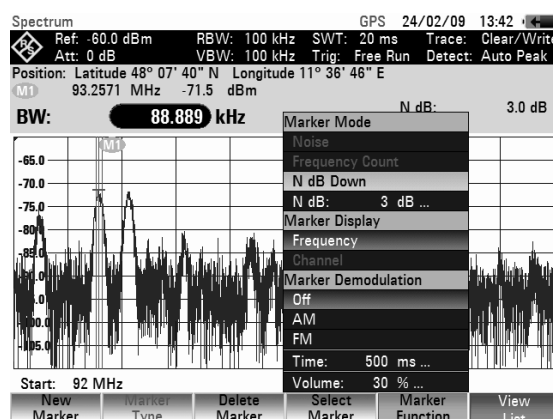 Spectrum GPS 24/02/09 13:42
Ref: -60.0 dBm RBW: 100 kHz SWT: 20 ms Trace: Clear/Write
Att: 0 dB VBW: 100 kHz Trig: Free Run Detect: Auto Peak
Position: Latitude 48° 07' 40" N Longitude 11° 36' 46" E
M1 93.2571 MHz -71.5 dBm
N dB: 3.0 dB
BW: 88.889 kHz
Marker Mode
M1
Noise
-65.0 Frequency Count
-70.0 N dB Down
-75.0 N dB: 3 dB ...
Marker Display
Frequency
Channel
Marker Demodulation
Off
AM
FM
Time: 500 ms ...
Start: 92 MHz Volume: 30 % ...
New Marker Delete Select Marker View
Marker Type Marker Marker Function List